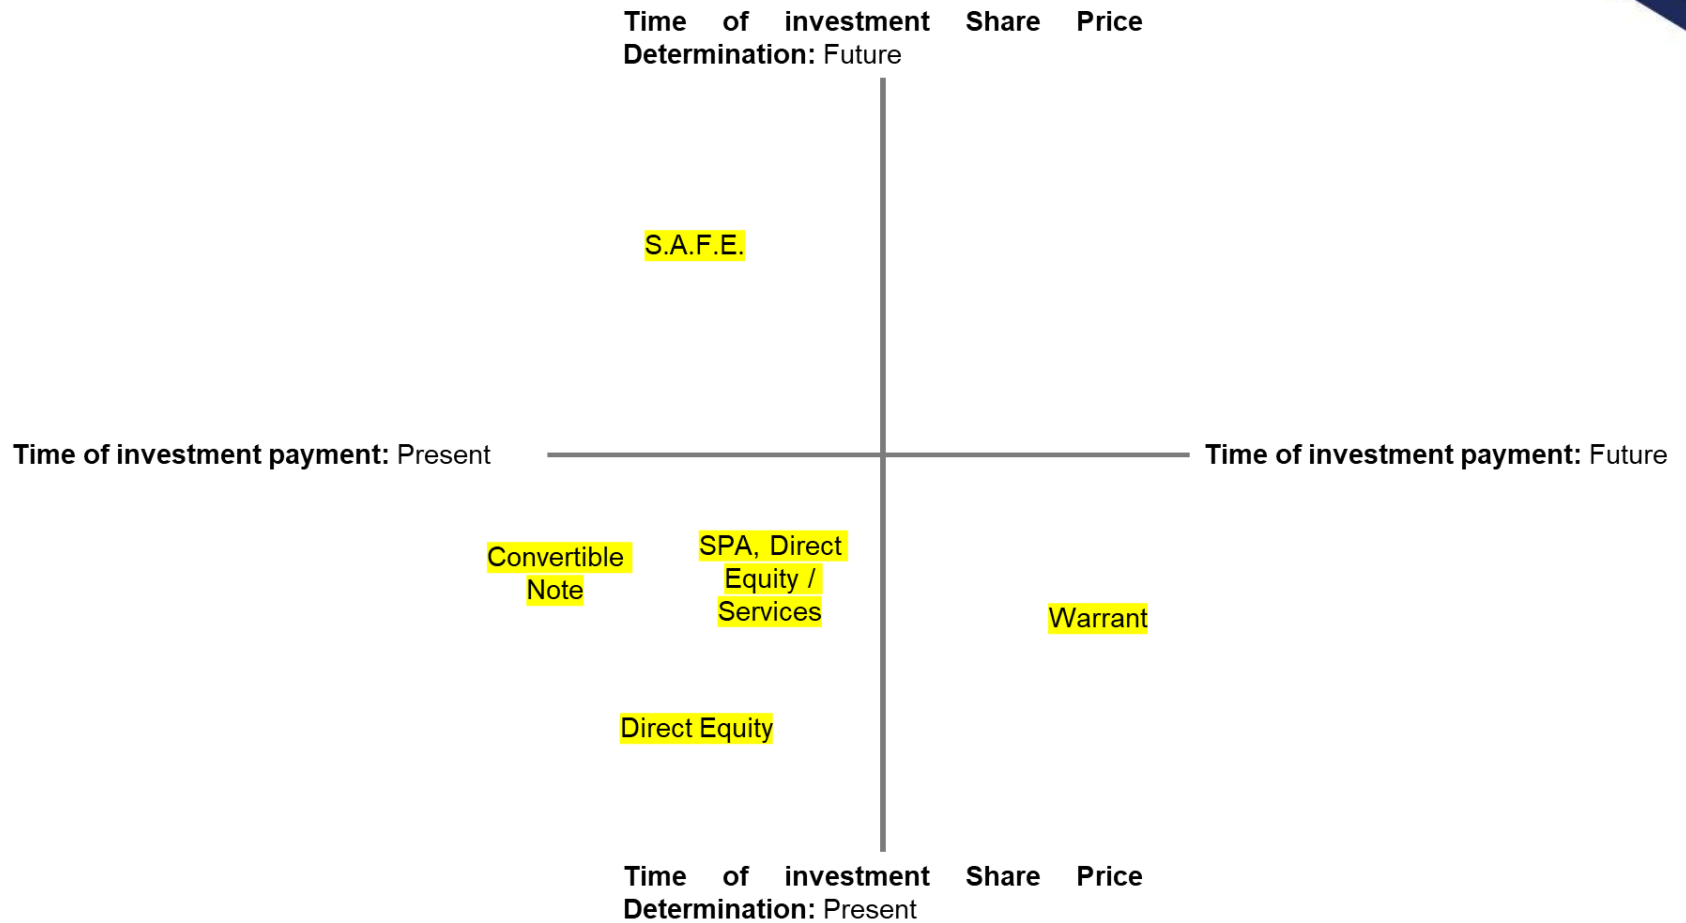 Time of investment Share Price
Determination: Future
S.A.F.E.
Time of investment payment: Present
Time of investment payment: Future
Convertible
Note
SPA, Direct
Equity /
Services
Warrant
Direct Equity
Time of investment Share Price
Determination: Present